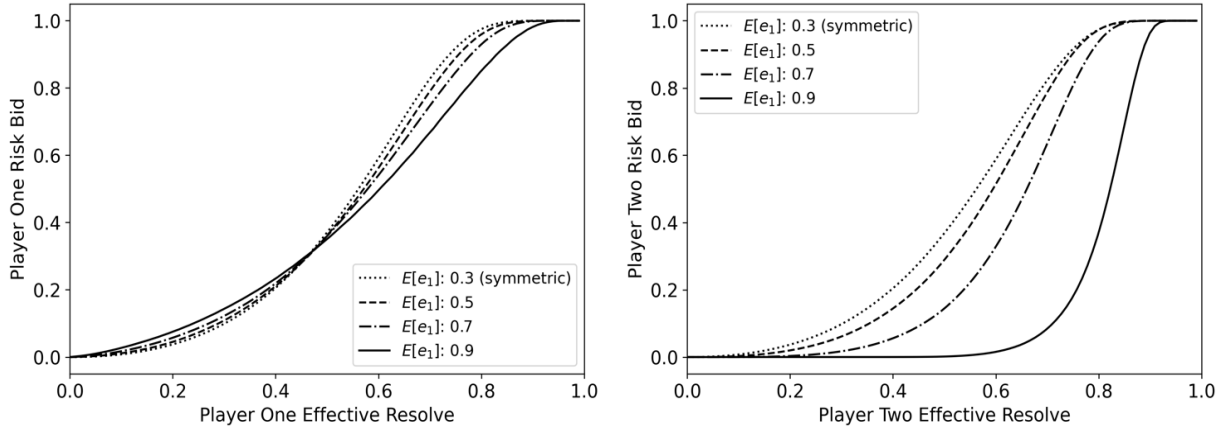 Player One Risk Bid
1.0
0.8
0.6
0.4
0.2
0.0
E[e₁]: 0.3 (symmetric)
E[e₁]: 0.5
E[e₁]: 0.7
E[e₁]: 0.9
0.0 0.2 0.4 0.6 0.8 1.0
Player One Effective Resolve
Player Two Risk Bid
1.0
0.8
0.6
0.4
0.2
0.0
E[e₁]: 0.3 (symmetric)
E[e₁]: 0.5
E[e₁]: 0.7
E[e₁]: 0.9
0.0 0.2 0.4 0.6 0.8 1.0
Player Two Effective Resolve